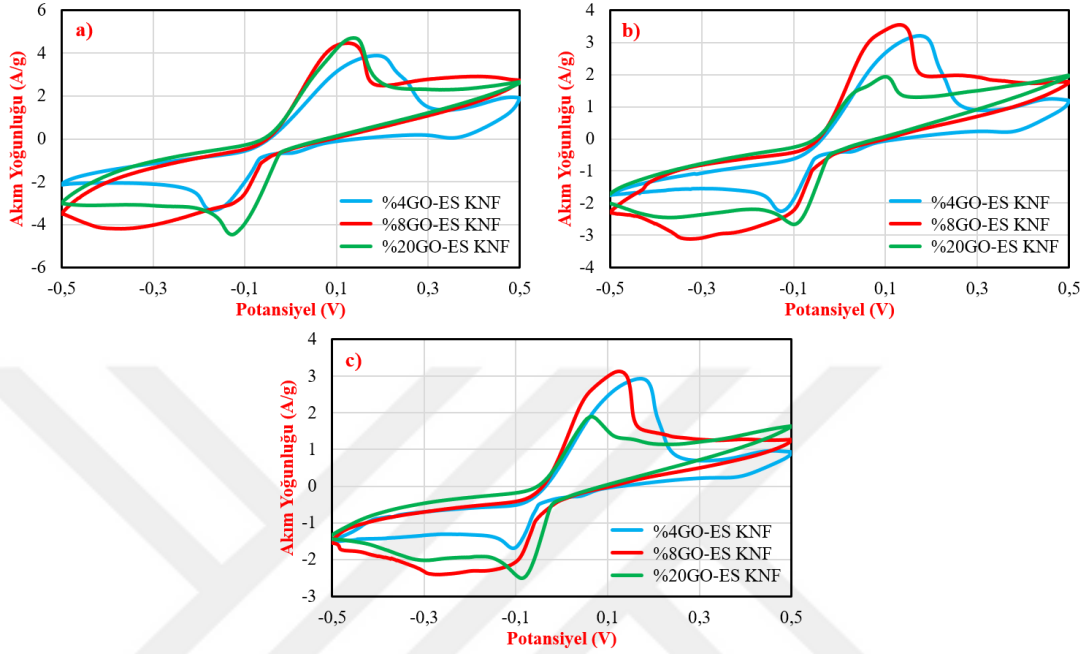 a)
Akım Yoğunluğu (A/g)
6
4
2
0
-2
-4
-6
-0,5
-0,3
-0,1
0,1
0,3
0,5
Potansiyel (V)
%4GO-ES KNF
%8GO-ES KNF
%20GO-ES KNF
b)
Akım Yoğunluğu (A/g)
4
3
2
1
0
-1
-2
-3
-4
-0,5
-0,3
-0,1
0,1
0,3
0,5
Potansiyel (V)
%4GO-ES KNF
%8GO-ES KNF
%20GO-ES KNF
c)
Akım Yoğunluğu (A/g)
4
3
2
1
0
-1
-2
-3
-0,5
-0,3
-0,1
0,1
0,3
0,5
Potansiyel (V)
%4GO-ES KNF
%8GO-ES KNF
%20GO-ES KNF